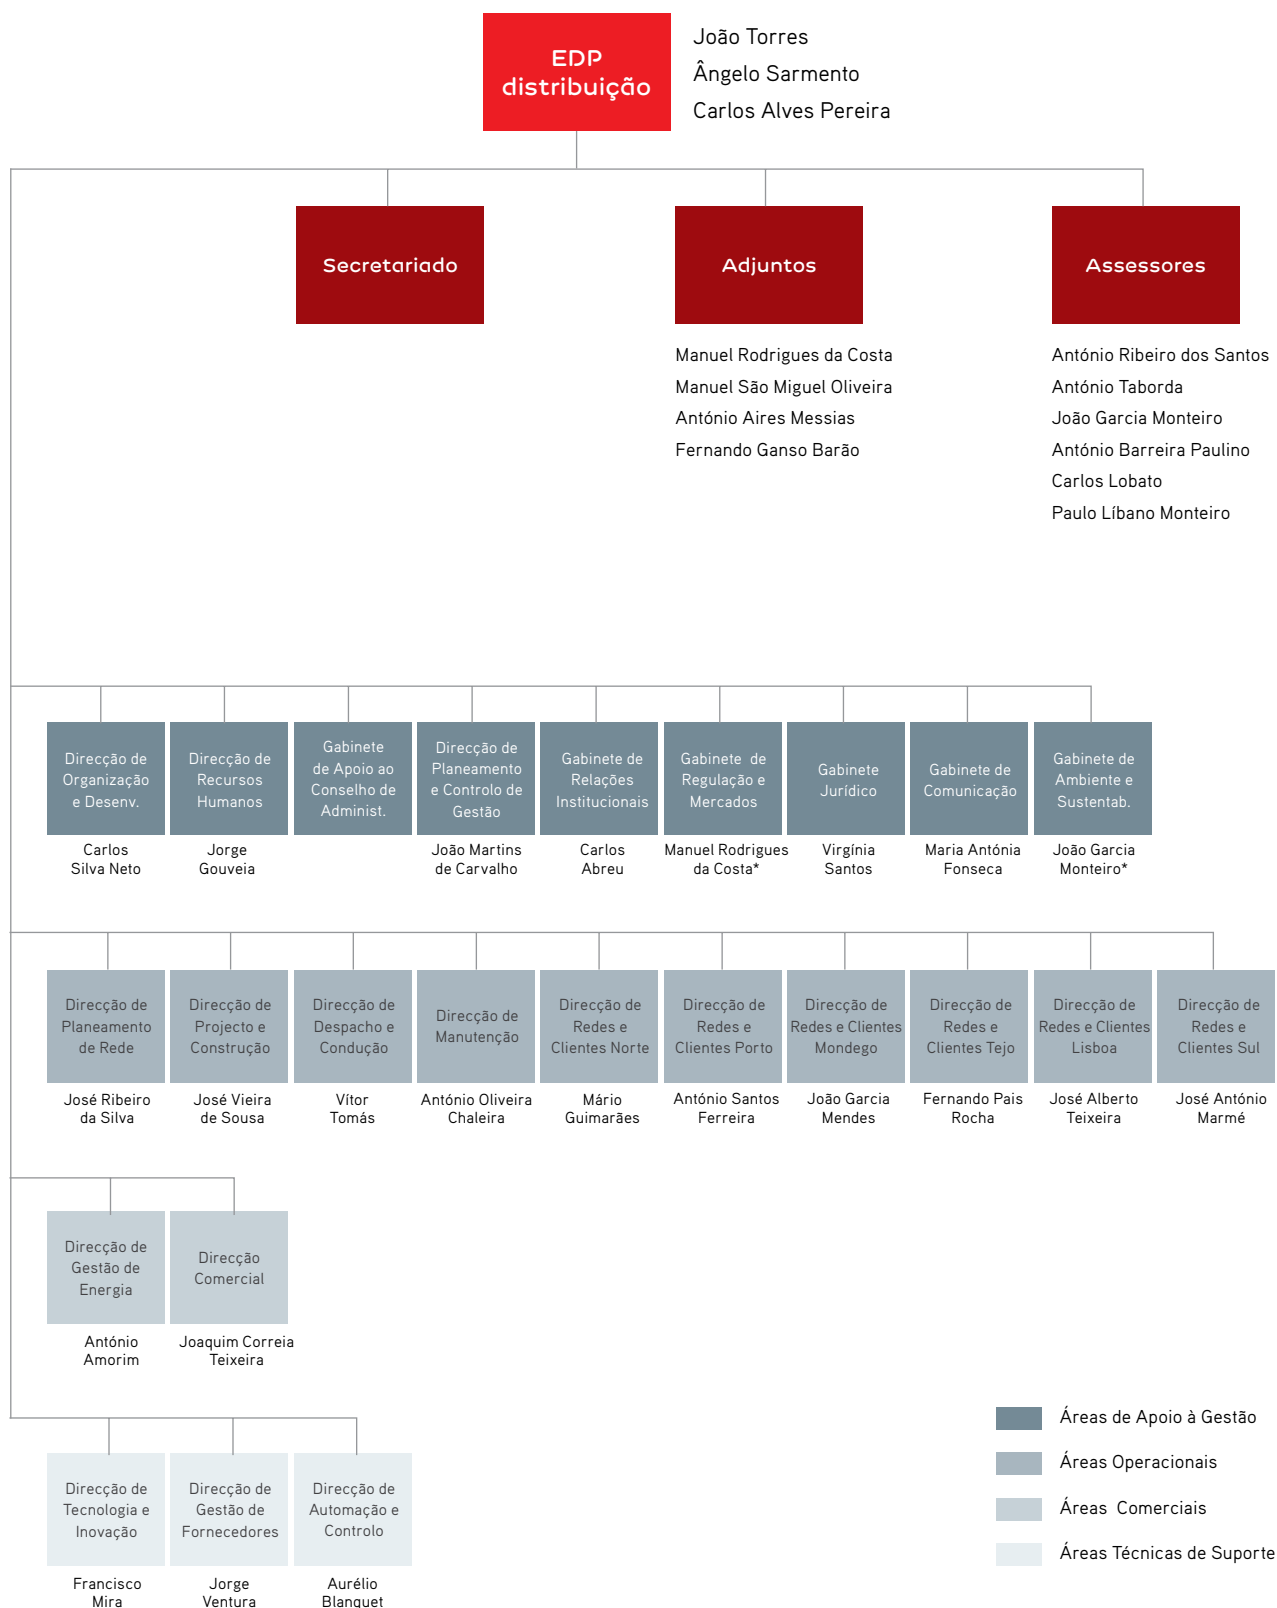 EDP
distribuição
João Torres
Ângelo Sarmento
Carlos Alves Pereira
Secretariado
Adjuntos
Assessores
Manuel Rodrigues da Costa
Manuel São Miguel Oliveira
António Aires Messias
Fernando Ganso Barão
António Ribeiro dos Santos
António Taborda
João Garcia Monteiro
António Barreira Paulino
Carlos Lobato
Paulo Líbano Monteiro
Direcção de
Organização
e Desenv.
Carlos
Silva Neto
Direcção de
Recursos
Humanos
Jorge
Gouveia
Gabinete
de Apoio ao
Conselho de
Administ.
Direcção de
Planeamento
e Controlo de
Gestão
João Martins
de Carvalho
Gabinete de
Relações
Institucionais
Carlos
Abreu
Gabinete de
Regulação e
Mercados
Manuel Rodrigues
da Costa*
Gabinete
Jurídico
Virgínia
Santos
Gabinete de
Comunicação
Maria Antónia
Fonseca
Gabinete de
Ambiente e
Sustentab.
João Garcia
Monteiro*
Direcção de
Planeamento
de Rede
José Ribeiro
da Silva
Direcção de
Projecto e
Construção
José Vieira
de Sousa
Direcção de
Despacho e
Condução
Vítor
Tomás
Direcção de
Manutenção
António Oliveira
Chaleira
Direcção de
Redes e
Clientes Norte
Mário
Guimarães
Direcção de
Redes e
Clientes Porto
António Santos
Ferreira
Direcção de
Redes e Clientes
Mondego
João Garcia
Mendes
Direcção de
Redes e
Clientes Tejo
Fernando Pais
Rocha
Direcção de
Redes e Clientes
Lisboa
José Alberto
Teixeira
Direcção de
Redes e
Clientes Sul
José António
Marmé
Direcção de
Gestão de
Energia
António
Amorim
Direcção
Comercial
Joaquim Correia
Teixeira
Direcção de
Tecnologia e
Inovação
Francisco
Mira
Direcção de
Gestão de
Fornecedores
Jorge
Ventura
Direcção de
Automação e
Controlo
Aurélio
Blanquet
Áreas de Apoio à Gestão
Áreas Operacionais
Áreas Comerciais
Áreas Técnicas de Suporte